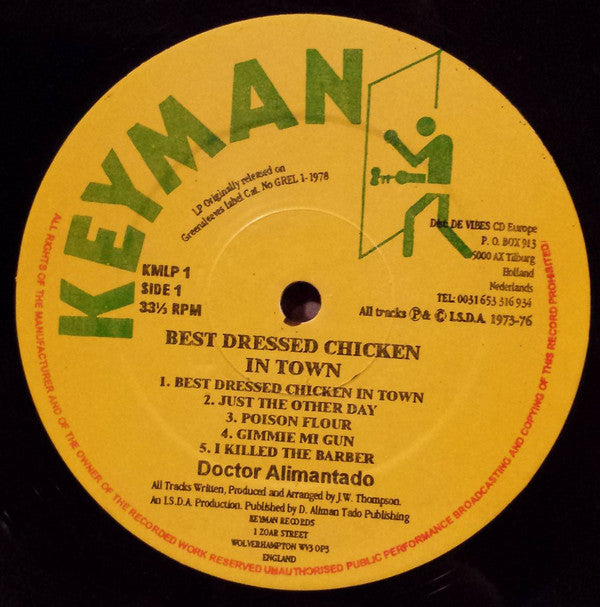 KEYMAN
LP Originally released on
Greensleeves label Cat. No GREL 1-1978
Dist. DE VIBES CD Europe
P. O. BOX 913
5000 AX Tilburg
Holland
Nederlands
TEL: 0031 653 316 934
KMLP 1
SIDE 1
33⅓ RPM
All tracks Ⓟ & © I.S.D.A. 1973-76
BEST DRESSED CHICKEN
IN TOWN
1. BEST DRESSED CHICKEN IN TOWN
2. JUST THE OTHER DAY
3. POISON FLOUR
4. GIMMIE MI GUN
5. I KILLED THE BARBER
Doctor Alimantado
All Tracks Written, Produced and Arranged by J.W. Thompson.
An I.S.D.A. Production. Published by D. Aliman Tado Publishing
KEYMAN RECORDS
1 ZOAR STREET
WOLVERHAMPTON WV3 0P3
ENGLAND
ALL RIGHTS OF THE MANUFACTURER AND OF THE OWNER OF THE RECORDED WORK RESERVED UNAUTHORISED PUBLIC PERFORMANCE BROADCASTING AND COPYING OF THIS RECORD PROHIBITED